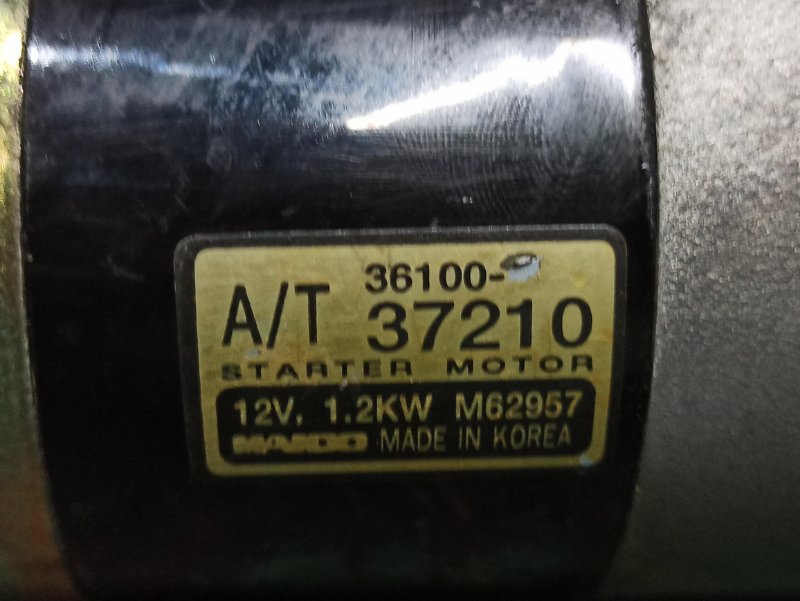 A/T 36100-
37210
STARTER MOTOR
12V, 1.2KW M62957
MANDO MADE IN KOREA